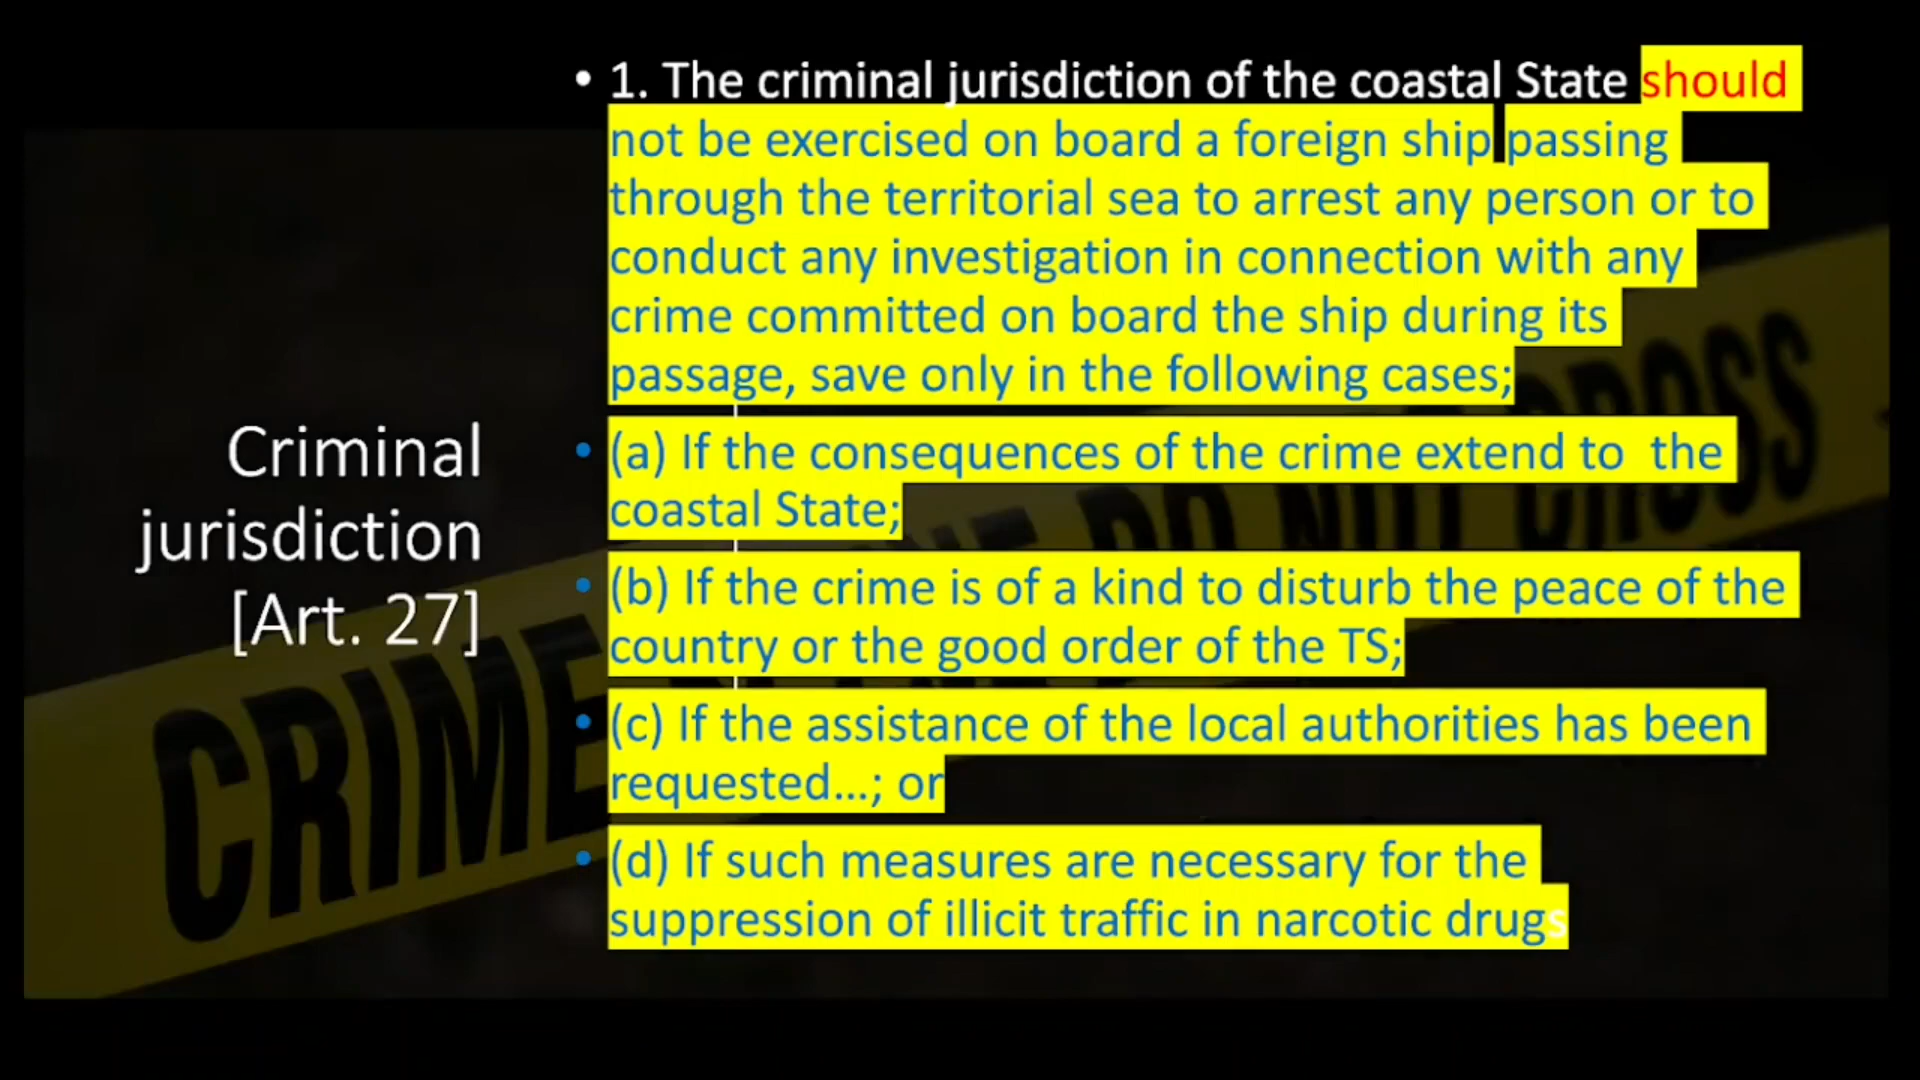 Criminal
jurisdiction
[Art. 27]
• 1. The criminal jurisdiction of the coastal State should
not be exercised on board a foreign ship passing
through the territorial sea to arrest any person or to
conduct any investigation in connection with any
crime committed on board the ship during its
passage, save only in the following cases;
• (a) If the consequences of the crime extend to  the
coastal State;
• (b) If the crime is of a kind to disturb the peace of the
country or the good order of the TS;
• (c) If the assistance of the local authorities has been
requested...; or
• (d) If such measures are necessary for the
suppression of illicit traffic in narcotic drugs
CRIME DO NOT CROSS